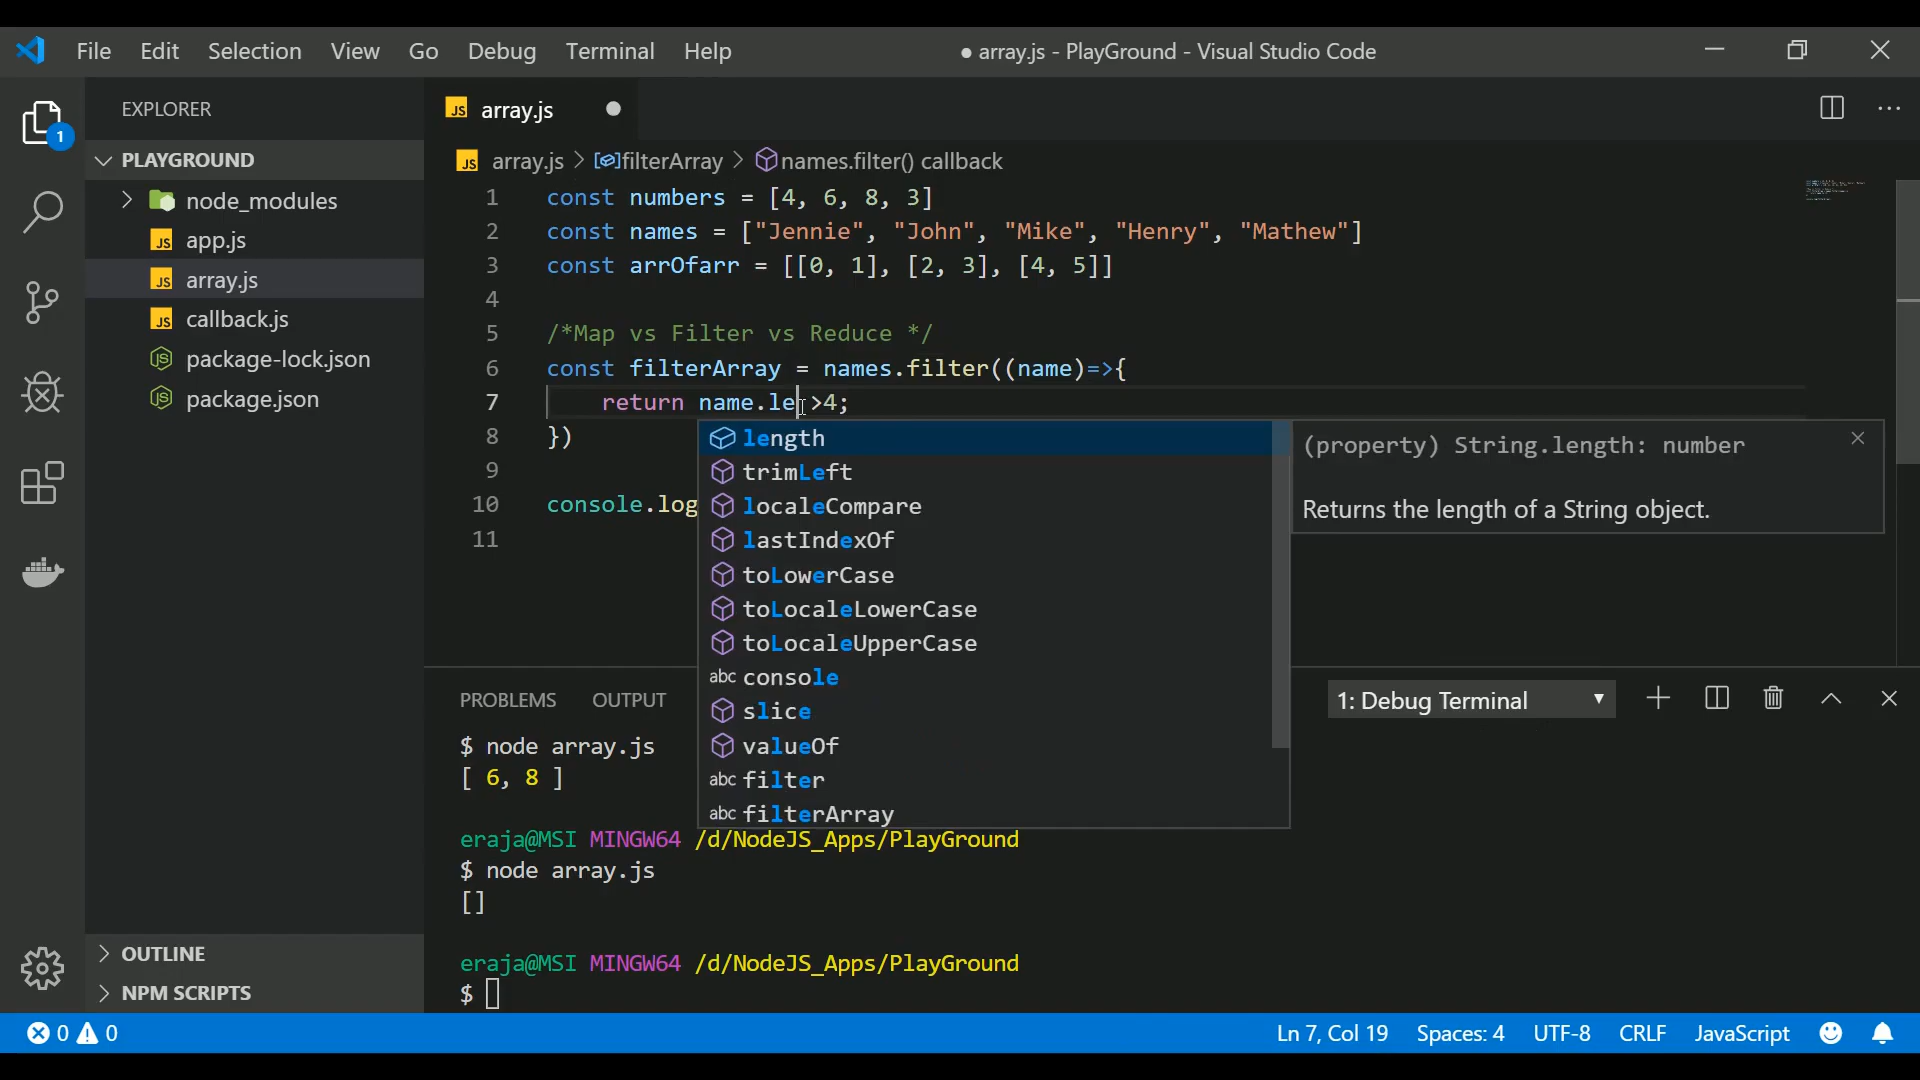 File Edit Selection View Go Debug Terminal Help
● array.js - PlayGround - Visual Studio Code
EXPLORER
1
PLAYGROUND
node_modules
app.js
array.js
callback.js
package-lock.json
package.json
OUTLINE
NPM SCRIPTS
JS array.js
JS array.js > filterArray > names.filter() callback
1 const numbers = [4, 6, 8, 3]
2 const names = ["Jennie", "John", "Mike", "Henry", "Mathew"]
3 const arrOfarr = [[0, 1], [2, 3], [4, 5]]
4
5 /*Map vs Filter vs Reduce */
6 const filterArray = names.filter((name)=>{
7 return name.le >4;
8 })
9
10 console.log
11
length
trimLeft
localeCompare
lastIndexOf
toLowerCase
toLocaleLowerCase
toLocaleUpperCase
abc console
slice
valueOf
abc filter
abc filterArray
(property) String.length: number
Returns the length of a String object.
PROBLEMS OUTPUT
1: Debug Terminal
$ node array.js
[ 6, 8 ]
eraja@MSI MINGW64 /d/NodeJS_Apps/PlayGround
$ node array.js
[]
eraja@MSI MINGW64 /d/NodeJS_Apps/PlayGround
$
0 0
Ln 7, Col 19 Spaces: 4 UTF-8 CRLF JavaScript